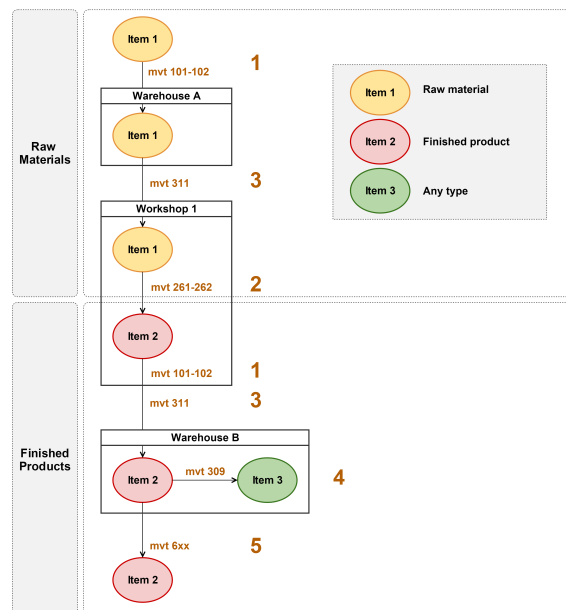 Item 1
mvt 101-102
1
Warehouse A
Item 1
Raw
Materials
mvt 311
3
Workshop 1
Item 1
mvt 261-262
2
Item 1
Raw material
Item 2
Finished product
Item 3
Any type
Item 2
mvt 101-102
1
mvt 311
3
Warehouse B
Finished
Products
Item 2
mvt 309
Item 3
4
mvt 6xx
5
Item 2